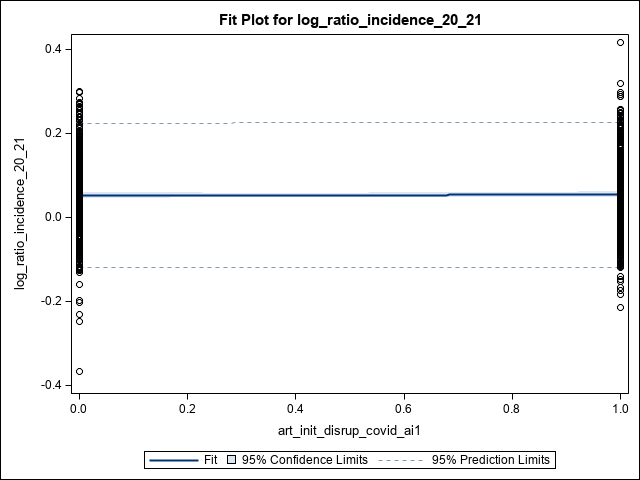 Fit Plot for log_ratio_incidence_20_21
log_ratio_incidence_20_21
0.4
0.2
0.0
-0.2
-0.4
0.0 0.2 0.4 0.6 0.8 1.0
art_init_disrup_covid_ai1
Fit 95% Confidence Limits 95% Prediction Limits